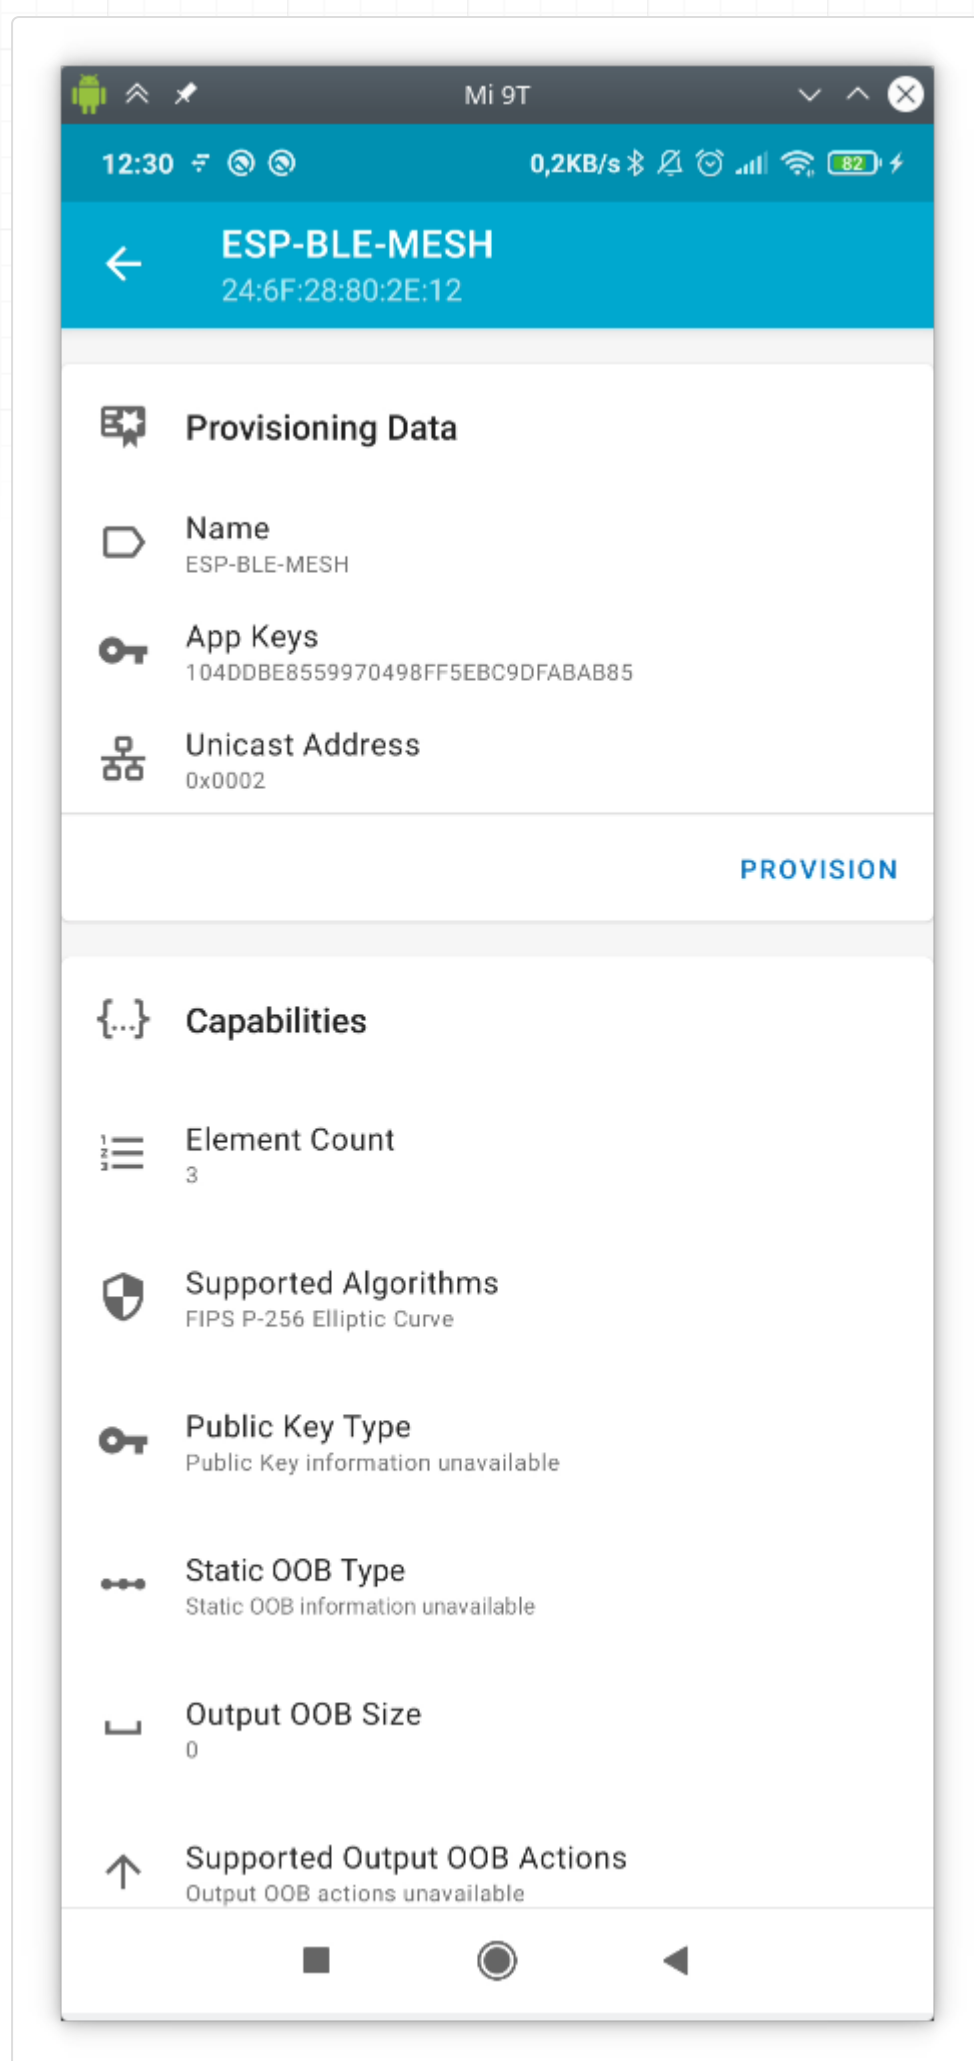 Mi 9T
12:30 0,2KB/s 82
ESP-BLE-MESH
24:6F:28:80:2E:12
Provisioning Data
Name
ESP-BLE-MESH
App Keys
104DDBE8559970498FF5EBC9DFABAB85
Unicast Address
0x0002
PROVISION
{...} Capabilities
Element Count
3
Supported Algorithms
FIPS P-256 Elliptic Curve
Public Key Type
Public Key information unavailable
Static OOB Type
Static OOB information unavailable
Output OOB Size
0
Supported Output OOB Actions
Output OOB actions unavailable